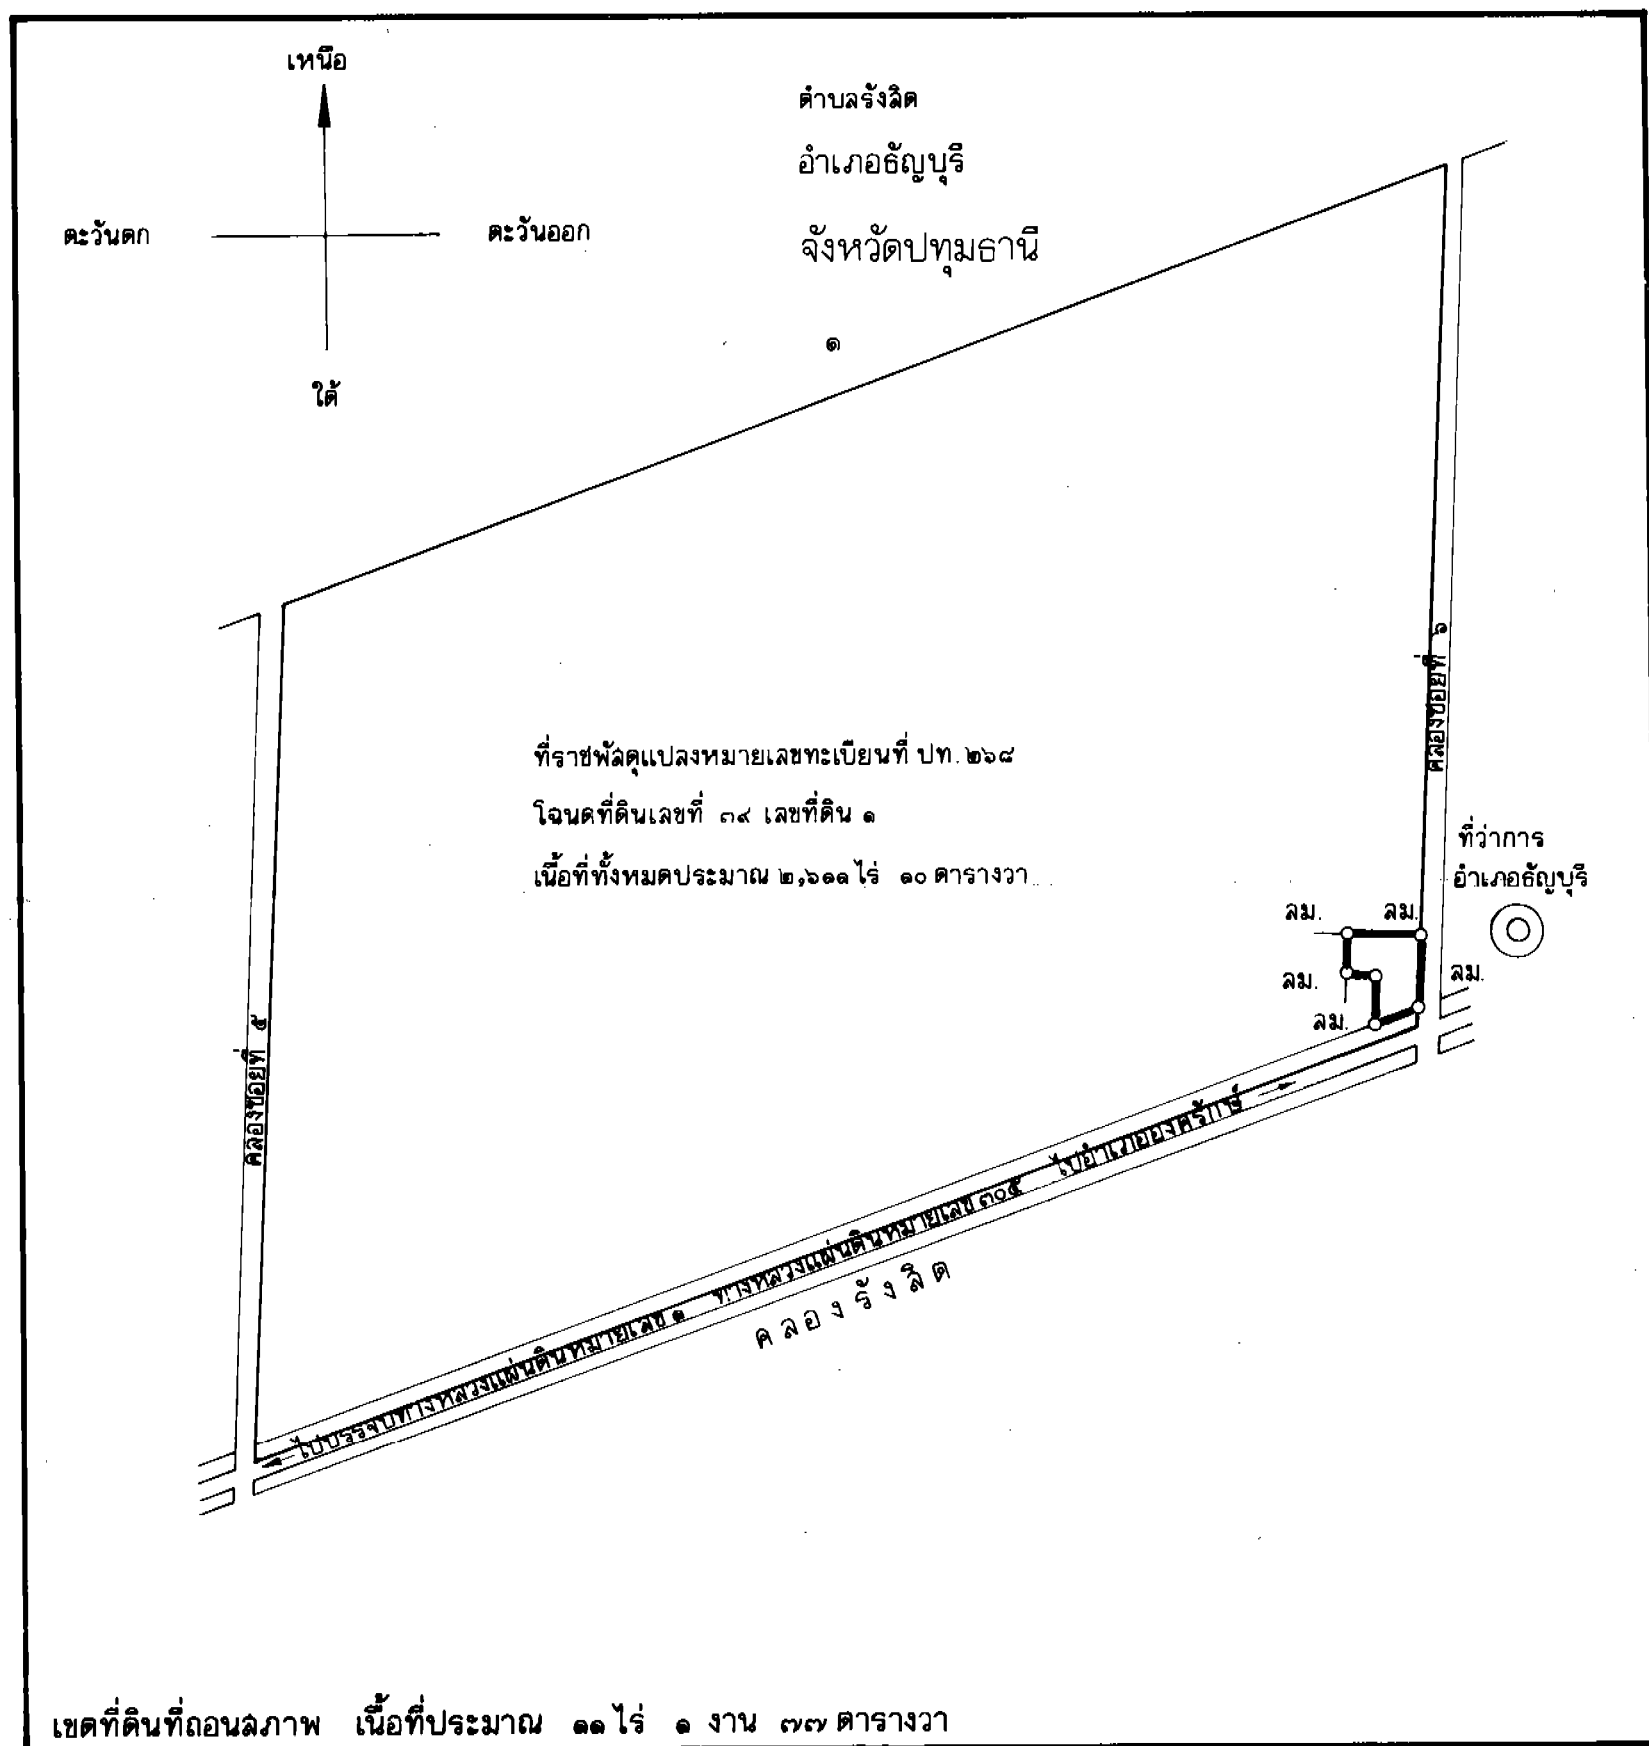 เหนือ
ตำบลรังสิต
อำเภอธัญบุรี
ตะวันตก
ตะวันออก
จังหวัดปทุมธานี
๑
ใต้
คลองซอยที่ ๖
ที่ราชพัสดุแปลงหมายเลขทะเบียนที่ ปท. ๒๖๘
โฉนดที่ดินเลขที่ ๓๙ เลขที่ดิน ๑
เนื้อที่ทั้งหมดประมาณ ๒,๖๑๑ ไร่ ๑๐ ตารางวา
ที่ว่าการ
อำเภอธัญบุรี
ลม.
ลม.
ลม.
ลม.
ลม.
คลองซอยที่ ๕
ไปบรรจบทางหลวงแผ่นดินหมายเลข ๑ ทางหลวงแผ่นดินหมายเลข ๓๐๕ ไปอำเภอองครักษ์
คลองรังสิต
เขตที่ดินที่ถอนสภาพ เนื้อที่ประมาณ ๑๑ ไร่ ๑ งาน ๗๗ ตารางวา